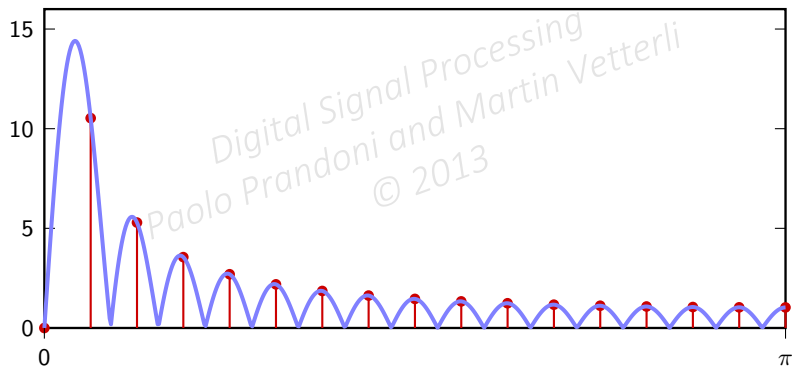 15
10
5
0
0 π
Digital Signal Processing
Paolo Prandoni and Martin Vetterli
© 2013